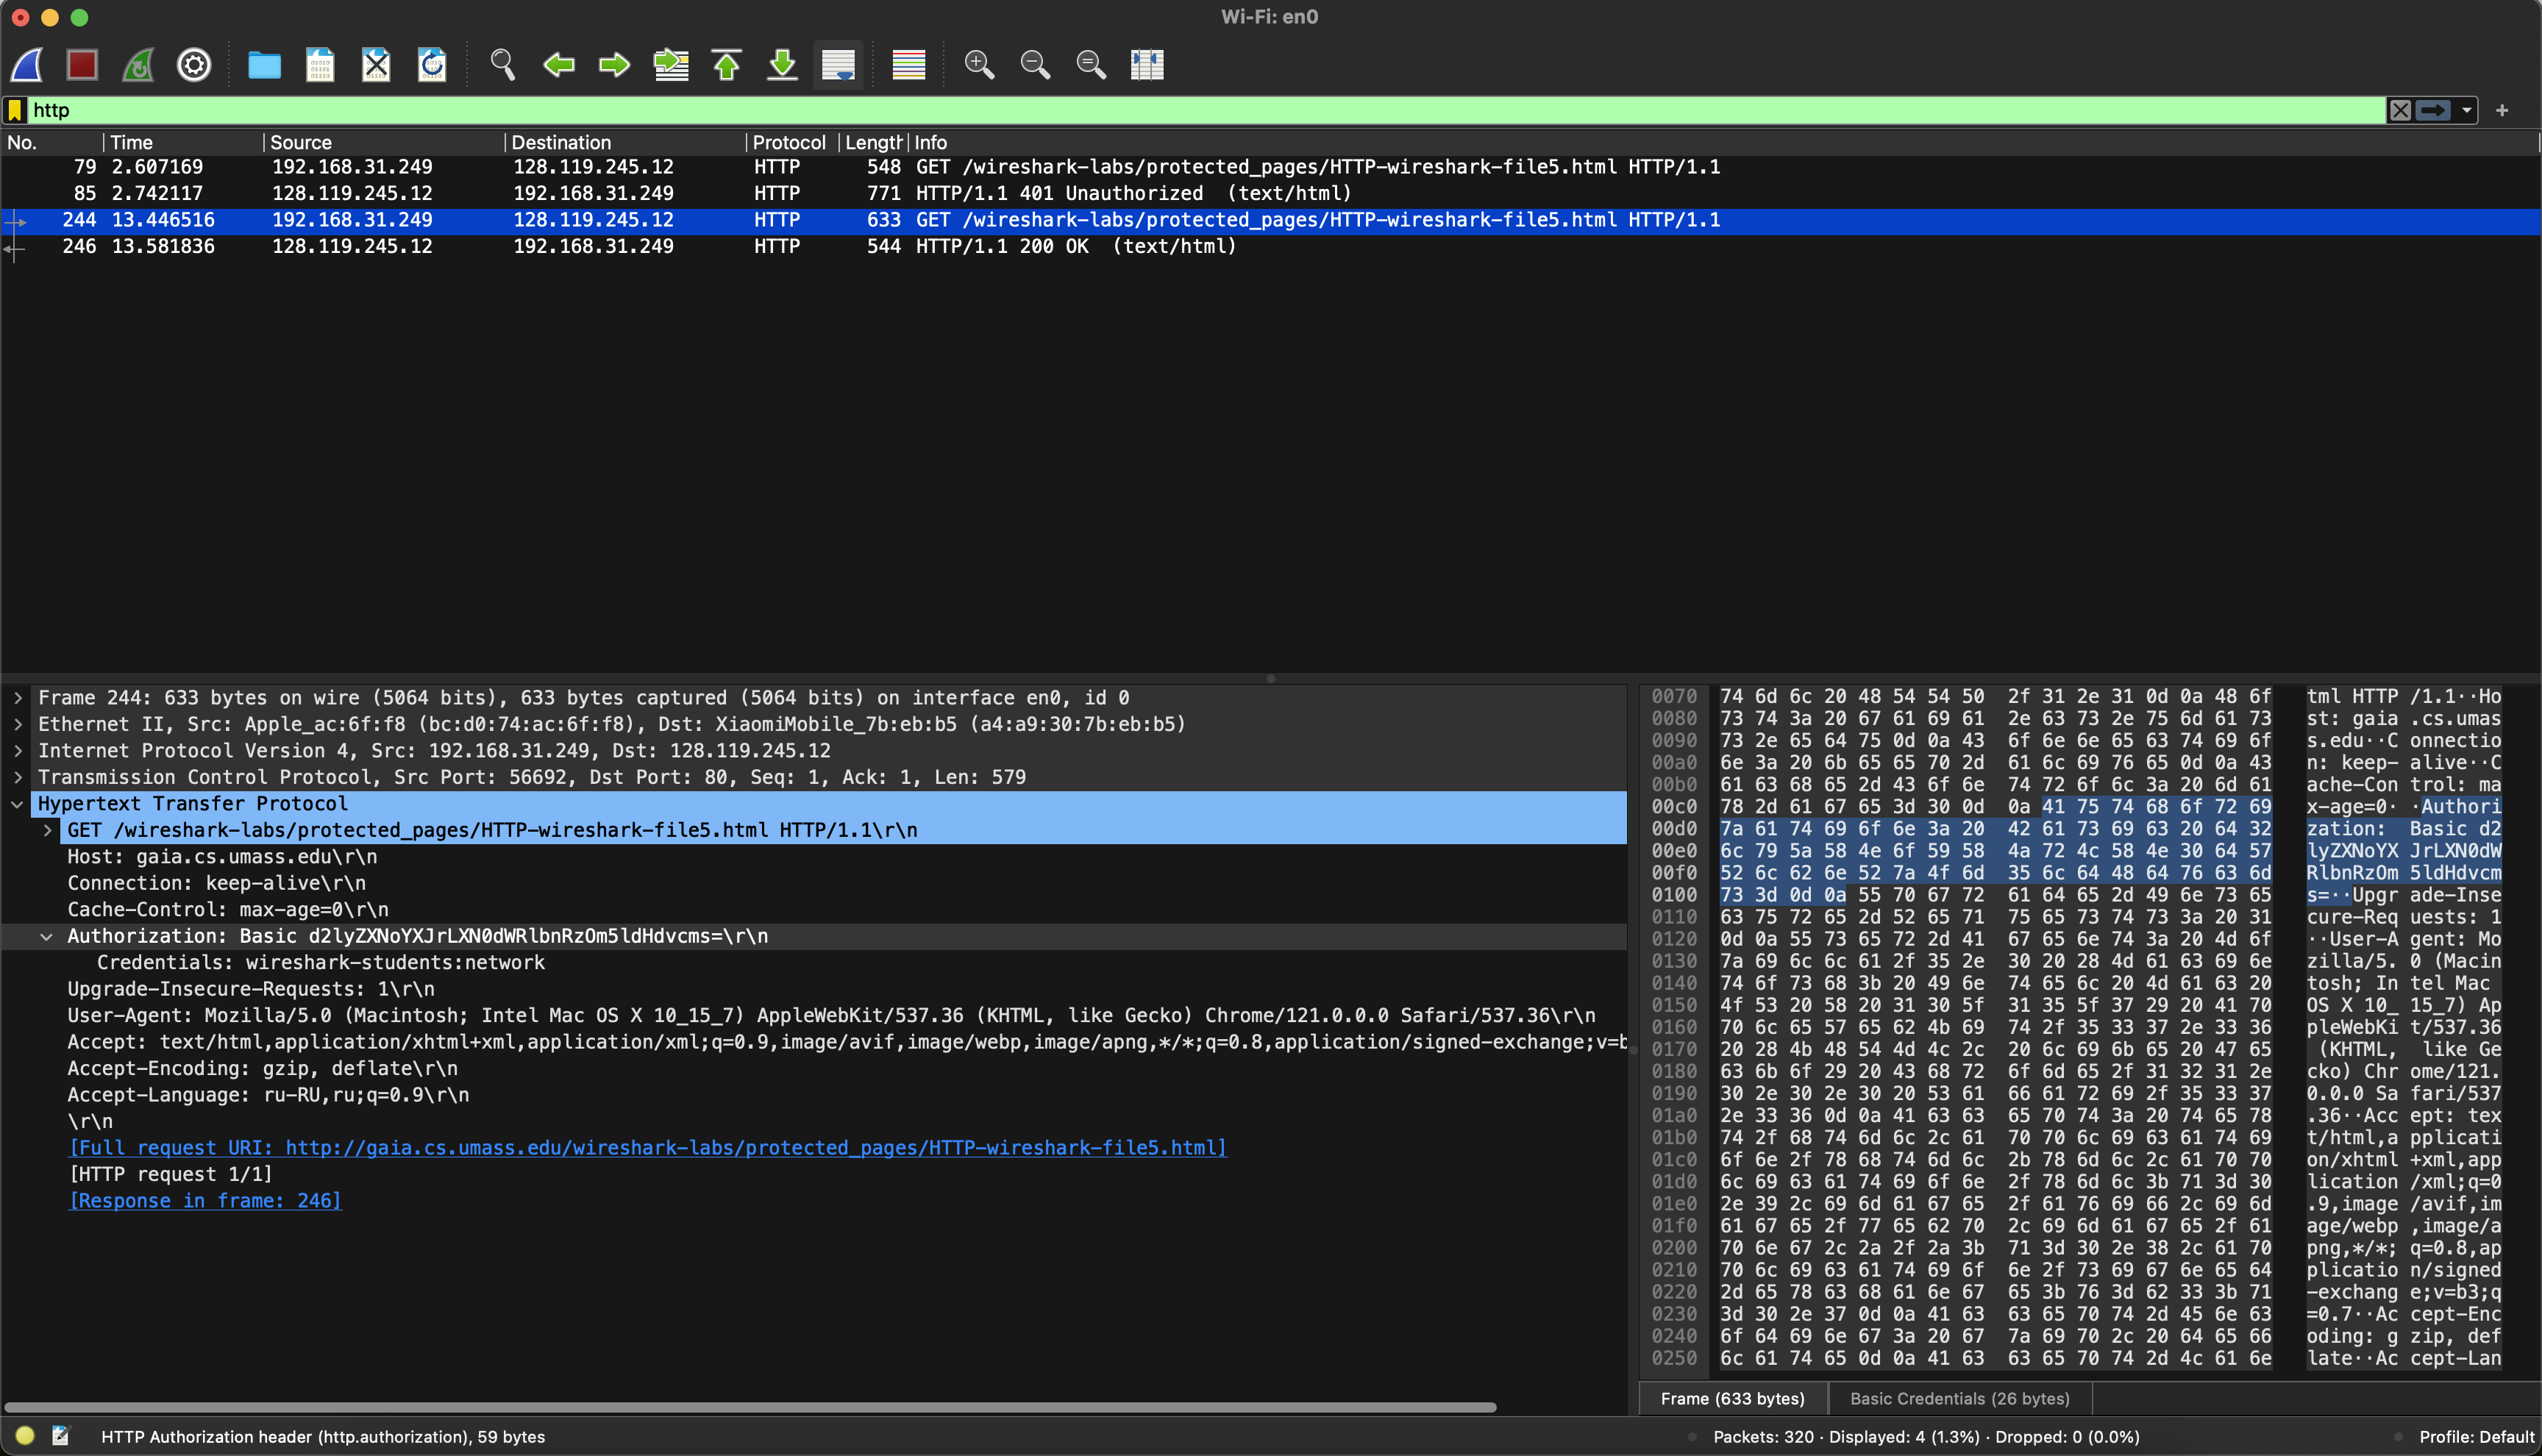 Wi-Fi: en0
http
No. Time Source Destination Protocol Length Info
79 2.607169 192.168.31.249 128.119.245.12 HTTP 548 GET /wireshark-labs/protected_pages/HTTP-wireshark-file5.html HTTP/1.1
85 2.742117 128.119.245.12 192.168.31.249 HTTP 771 HTTP/1.1 401 Unauthorized (text/html)
244 13.446516 192.168.31.249 128.119.245.12 HTTP 633 GET /wireshark-labs/protected_pages/HTTP-wireshark-file5.html HTTP/1.1
246 13.581836 128.119.245.12 192.168.31.249 HTTP 544 HTTP/1.1 200 OK (text/html)
Frame 244: 633 bytes on wire (5064 bits), 633 bytes captured (5064 bits) on interface en0, id 0
Ethernet II, Src: Apple_ac:6f:f8 (bc:d0:74:ac:6f:f8), Dst: XiaomiMobile_7b:eb:b5 (a4:a9:30:7b:eb:b5)
Internet Protocol Version 4, Src: 192.168.31.249, Dst: 128.119.245.12
Transmission Control Protocol, Src Port: 56692, Dst Port: 80, Seq: 1, Ack: 1, Len: 579
Hypertext Transfer Protocol
GET /wireshark-labs/protected_pages/HTTP-wireshark-file5.html HTTP/1.1\r\n
Host: gaia.cs.umass.edu\r\n
Connection: keep-alive\r\n
Cache-Control: max-age=0\r\n
Authorization: Basic d2lyZXNoYXJrLXN0dWRlbnRzOm5ldHdvcms=\r\n
Credentials: wireshark-students:network
Upgrade-Insecure-Requests: 1\r\n
User-Agent: Mozilla/5.0 (Macintosh; Intel Mac OS X 10_15_7) AppleWebKit/537.36 (KHTML, like Gecko) Chrome/121.0.0.0 Safari/537.36\r\n
Accept: text/html,application/xhtml+xml,application/xml;q=0.9,image/avif,image/webp,image/apng,*/*;q=0.8,application/signed-exchange;v=b
Accept-Encoding: gzip, deflate\r\n
Accept-Language: ru-RU,ru;q=0.9\r\n
\r\n
[Full request URI: http://gaia.cs.umass.edu/wireshark-labs/protected_pages/HTTP-wireshark-file5.html]
[HTTP request 1/1]
[Response in frame: 246]
0070 74 6d 6c 20 48 54 54 50 2f 31 2e 31 0d 0a 48 6f tml HTTP /1.1··Ho
0080 73 74 3a 20 67 61 69 61 2e 63 73 2e 75 6d 61 73 st: gaia .cs.umas
0090 73 2e 65 64 75 0d 0a 43 6f 6e 6e 65 63 74 69 6f s.edu··C onnectio
00a0 6e 3a 20 6b 65 65 70 2d 61 6c 69 76 65 0d 0a 43 n: keep- alive··C
00b0 61 63 68 65 2d 43 6f 6e 74 72 6f 6c 3a 20 6d 61 ache-Con trol: ma
00c0 78 2d 61 67 65 3d 30 0d 0a 41 75 74 68 6f 72 69 x-age=0· ·Authori
00d0 7a 61 74 69 6f 6e 3a 20 42 61 73 69 63 20 64 32 zation: Basic d2
00e0 6c 79 5a 58 4e 6f 59 58 4a 72 4c 58 4e 30 64 57 lyZXNoYX JrLXN0dW
00f0 52 6c 62 6e 52 7a 4f 6d 35 6c 64 48 64 76 63 6d RlbnRzOm 5ldHdvcm
0100 73 3d 0d 0a 55 70 67 72 61 64 65 2d 49 6e 73 65 s=··Upgr ade-Inse
0110 63 75 72 65 2d 52 65 71 75 65 73 74 73 3a 20 31 cure-Req uests: 1
0120 0d 0a 55 73 65 72 2d 41 67 65 6e 74 3a 20 4d 6f ··User-A gent: Mo
0130 7a 69 6c 6c 61 2f 35 2e 30 20 28 4d 61 63 69 6e zilla/5. 0 (Macin
0140 74 6f 73 68 3b 20 49 6e 74 65 6c 20 4d 61 63 20 tosh; In tel Mac
0150 4f 53 20 58 20 31 30 5f 31 35 5f 37 29 20 41 70 OS X 10_ 15_7) Ap
0160 70 6c 65 57 65 62 4b 69 74 2f 35 33 37 2e 33 36 pleWebKi t/537.36
0170 20 28 4b 48 54 4d 4c 2c 20 6c 69 6b 65 20 47 65 (KHTML, like Ge
0180 63 6b 6f 29 20 43 68 72 6f 6d 65 2f 31 32 31 2e cko) Chr ome/121.
0190 30 2e 30 2e 30 20 53 61 66 61 72 69 2f 35 33 37 0.0.0 Sa fari/537
01a0 2e 33 36 0d 0a 41 63 63 65 70 74 3a 20 74 65 78 .36··Acc ept: tex
01b0 74 2f 68 74 6d 6c 2c 61 70 70 6c 69 63 61 74 69 t/html,a pplicati
01c0 6f 6e 2f 78 68 74 6d 6c 2b 78 6d 6c 2c 61 70 70 on/xhtml +xml,app
01d0 6c 69 63 61 74 69 6f 6e 2f 78 6d 6c 3b 71 3d 30 lication /xml;q=0
01e0 2e 39 2c 69 6d 61 67 65 2f 61 76 69 66 2c 69 6d .9,image /avif,im
01f0 61 67 65 2f 77 65 62 70 2c 69 6d 61 67 65 2f 61 age/webp ,image/a
0200 70 6e 67 2c 2a 2f 2a 3b 71 3d 30 2e 38 2c 61 70 png,*/*; q=0.8,ap
0210 70 6c 69 63 61 74 69 6f 6e 2f 73 69 67 6e 65 64 plicatio n/signed
0220 2d 65 78 63 68 61 6e 67 65 3b 76 3d 62 33 3b 71 -exchang e;v=b3;q
0230 3d 30 2e 37 0d 0a 41 63 63 65 70 74 2d 45 6e 63 =0.7··Ac cept-Enc
0240 6f 64 69 6e 67 3a 20 67 7a 69 70 2c 20 64 65 66 oding: g zip, def
0250 6c 61 74 65 0d 0a 41 63 63 65 70 74 2d 4c 61 6e late··Ac cept-Lan
Frame (633 bytes) Basic Credentials (26 bytes)
HTTP Authorization header (http.authorization), 59 bytes Packets: 320 · Displayed: 4 (1.3%) · Dropped: 0 (0.0%) Profile: Default